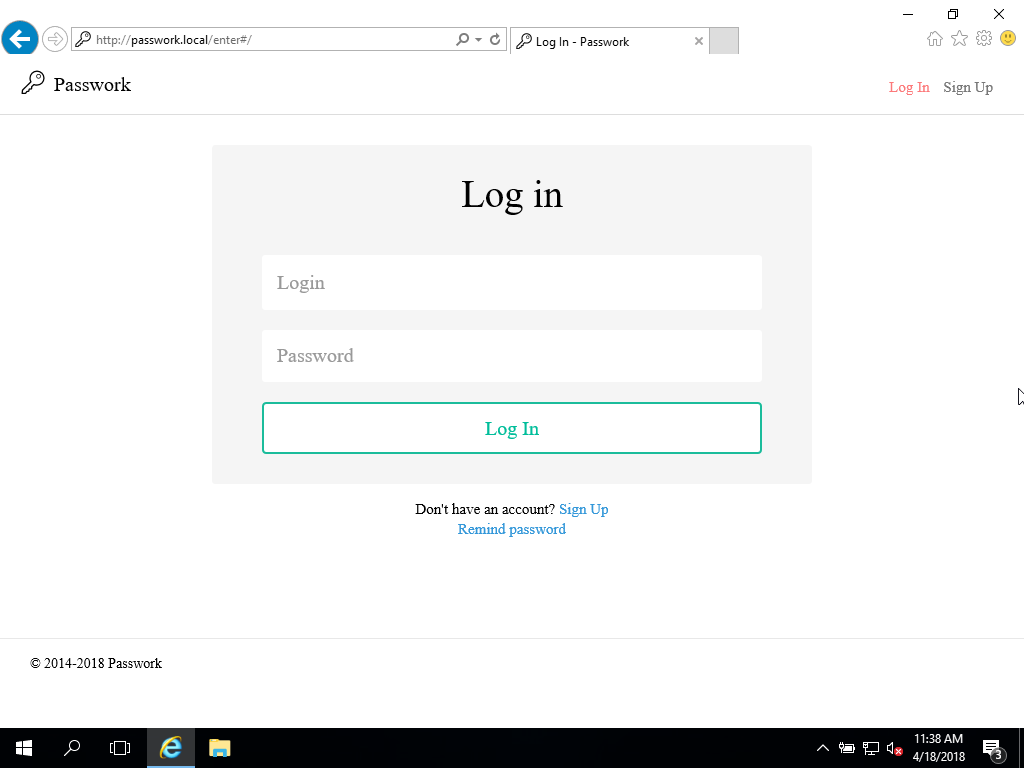 http://passwork.local/enter#/
Log In - Passwork
Passwork
Log In
Sign Up
Log in
Login
Password
Log In
Don't have an account? Sign Up
Remind password
© 2014-2018 Passwork
11:38 AM
4/18/2018
3